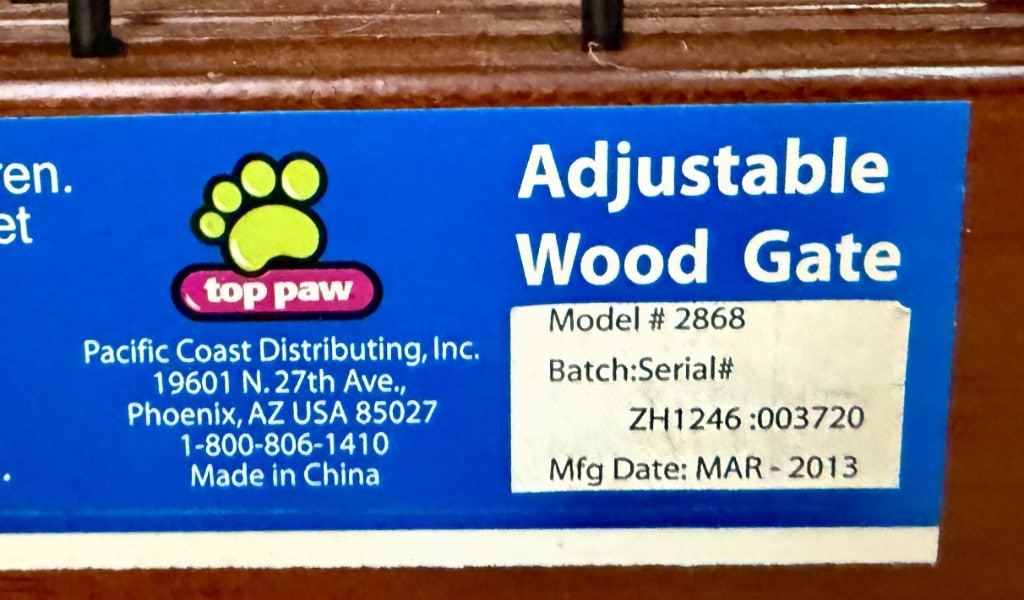 ren.
et
.
top paw
Pacific Coast Distributing, Inc.
19601 N. 27th Ave.,
Phoenix, AZ USA 85027
1-800-806-1410
Made in China
Adjustable
Wood Gate
Model # 2868
Batch:Serial#
ZH1246 :003720
Mfg Date: MAR - 2013